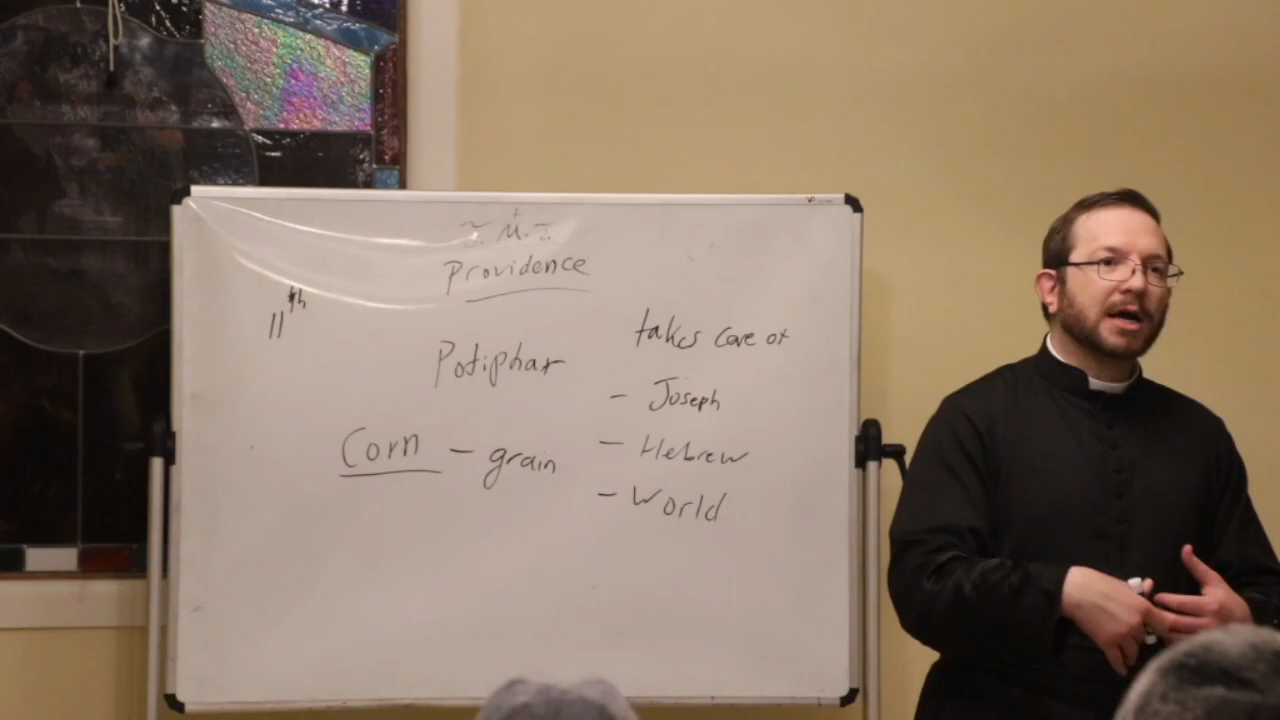 J. M. J.
Providence
11th
Potiphar
takes care of
- Joseph
Corn - grain
- Hebrew
- World